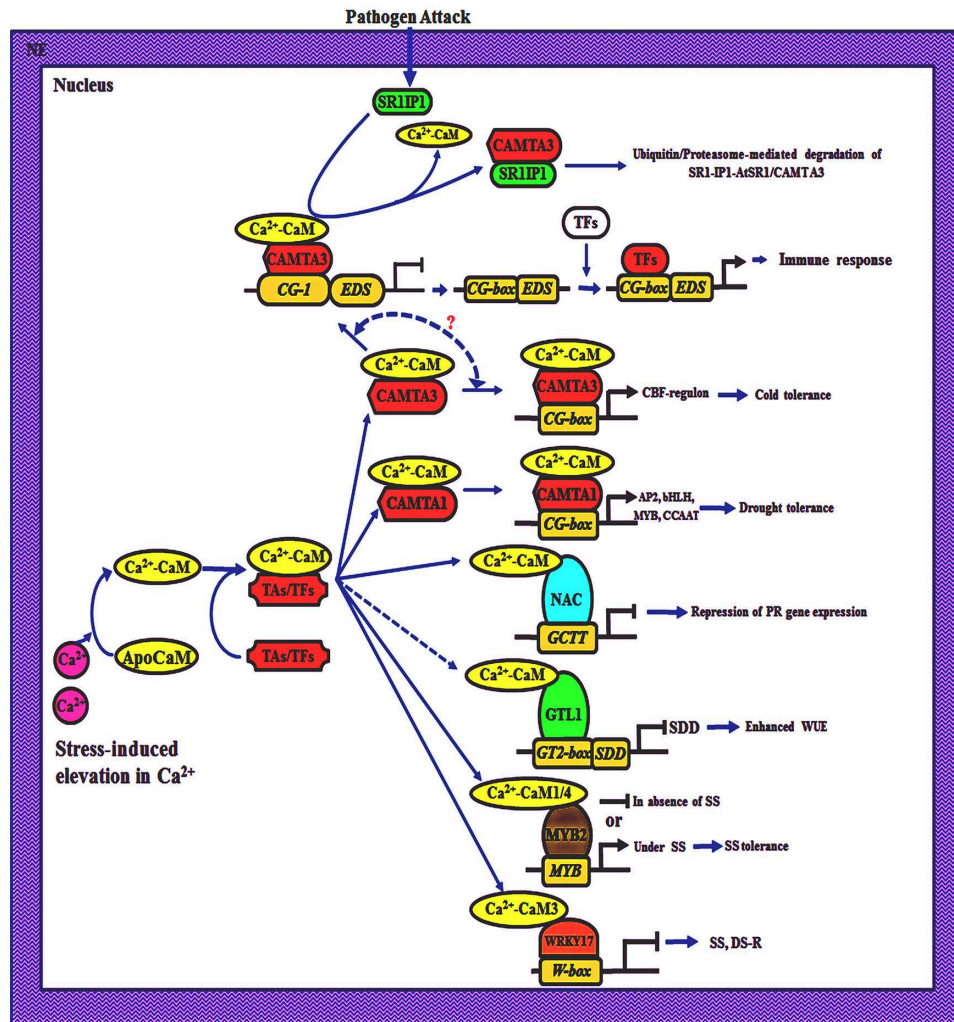 Pathogen Attack
NE
Nucleus
SR1IP1
Ca²⁺-CaM
CAMTA3
SR1IP1
Ubiquitin/Proteasome-mediated degradation of
SR1-IP1-AtSR1/CAMTA3
Ca²⁺-CaM
CAMTA3
CG-1
EDS
CG-box
EDS
TFs
TFs
CG-box
EDS
Immune response
?
Ca²⁺-CaM
CAMTA3
Ca²⁺-CaM
CAMTA3
CG-box
CBF-regulon
Cold tolerance
Ca²⁺-CaM
CAMTA1
Ca²⁺-CaM
CAMTA1
CG-box
AP2, bHLH,
MYB, CCAAT
Drought tolerance
Ca²⁺-CaM
Ca²⁺-CaM
TAs/TFs
ApoCaM
TAs/TFs
Ca²⁺
Ca²⁺
Stress-induced
elevation in Ca²⁺
Ca²⁺-CaM
NAC
GCTT
Repression of PR gene expression
Ca²⁺-CaM
GTL1
GT2-box
SDD
SDD
Enhanced WUE
Ca²⁺-CaM1/4
MYB2
MYB
In absence of SS
or
Under SS
SS tolerance
Ca²⁺-CaM3
WRKY17
W-box
SS, DS-R